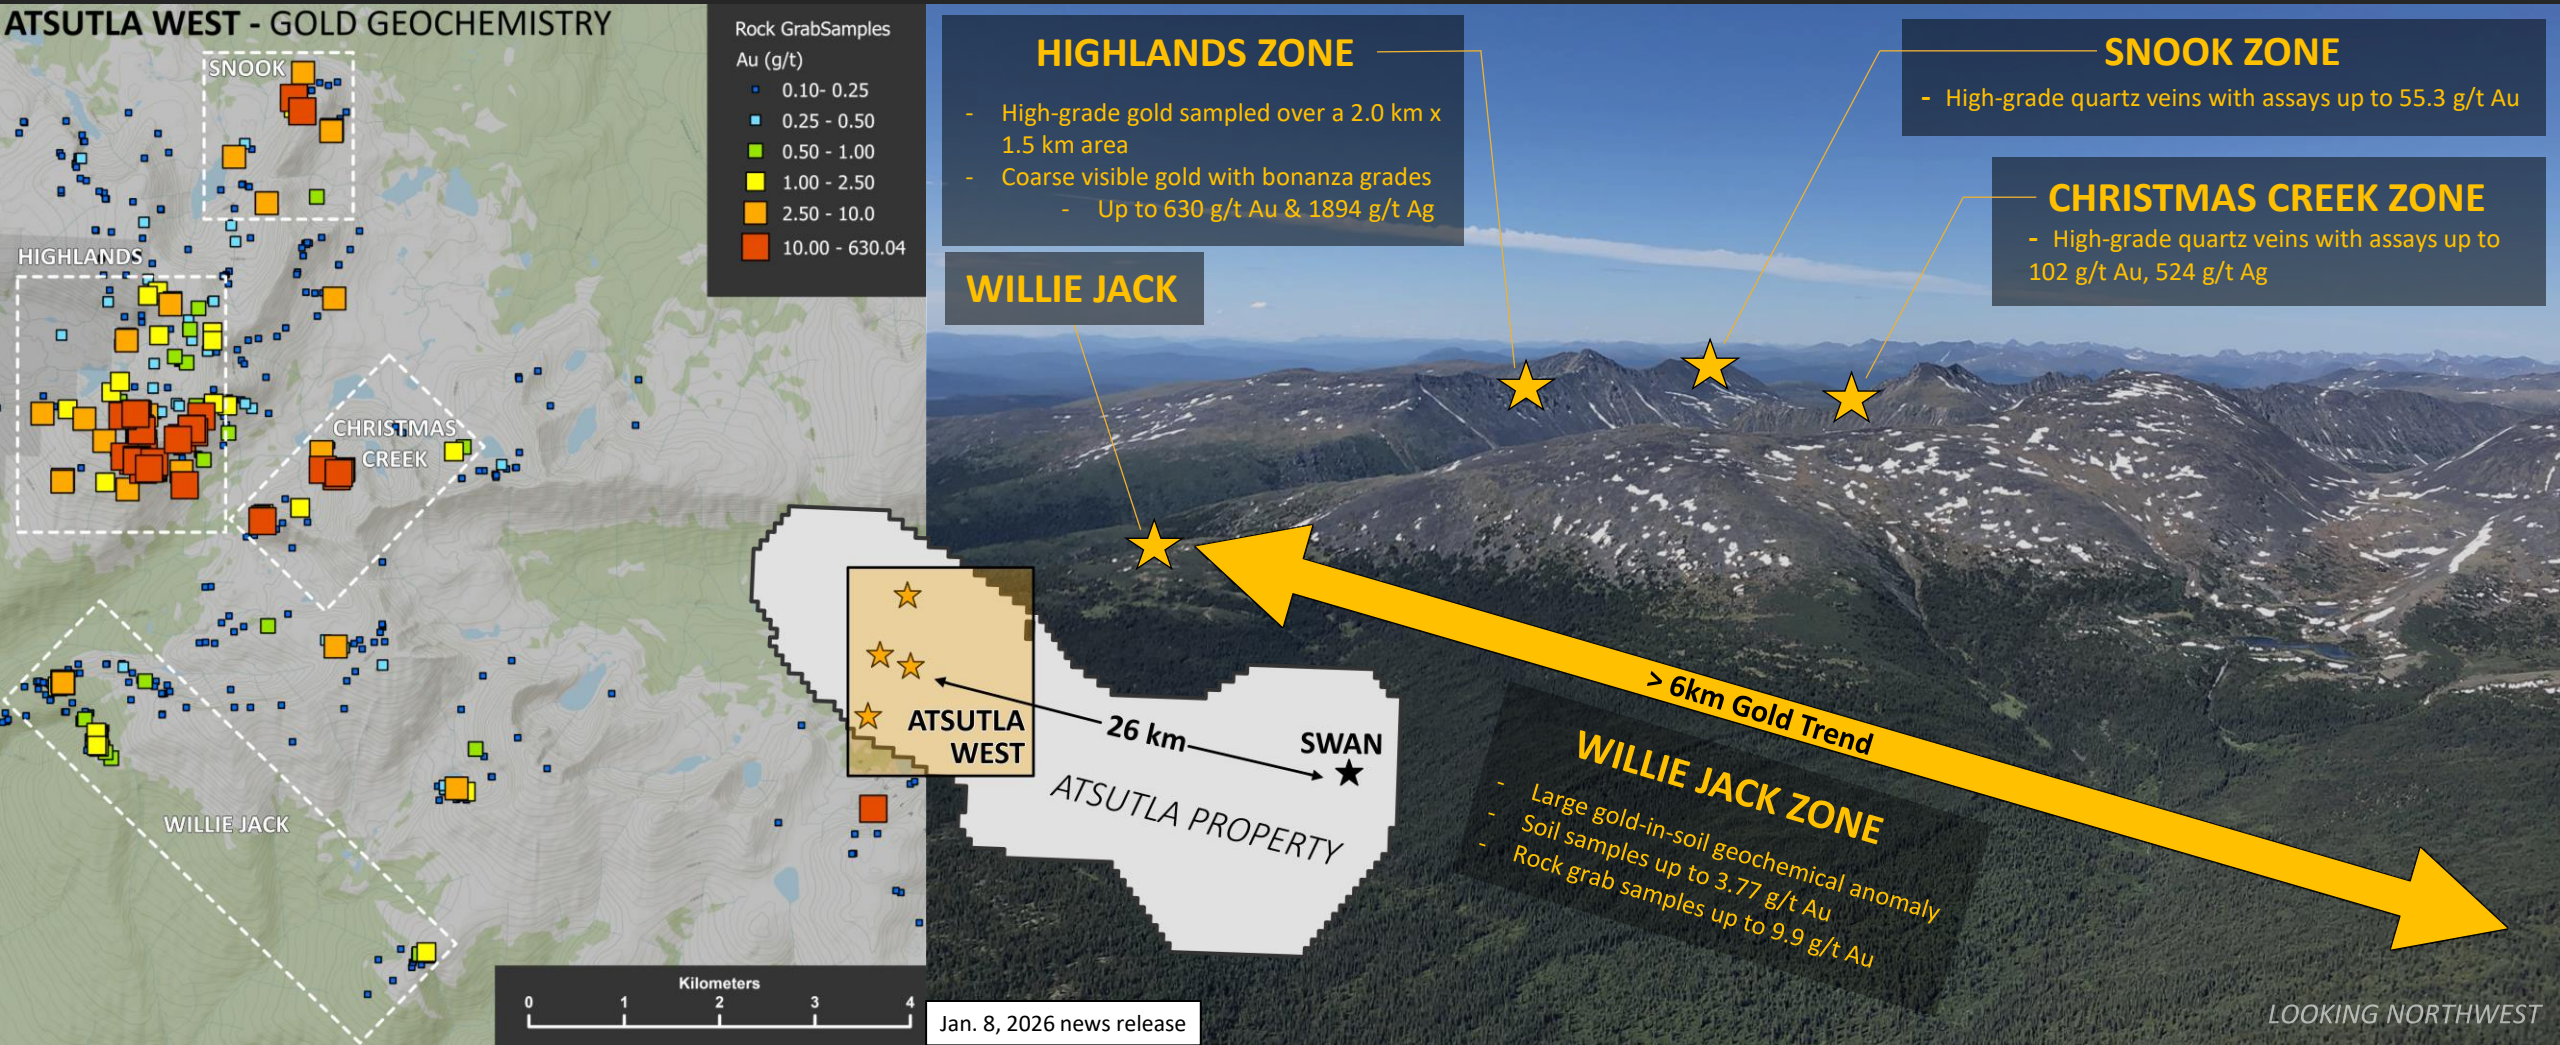 ATSUTLA WEST - GOLD GEOCHEMISTRY
Rock GrabSamples
Au (g/t)
0.10- 0.25
0.25 - 0.50
0.50 - 1.00
1.00 - 2.50
2.50 - 10.0
10.00 - 630.04
SNOOK
HIGHLANDS
CHRISTMAS
CREEK
WILLIE JACK
Kilometers
0 1 2 3 4
HIGHLANDS ZONE
- High-grade gold sampled over a 2.0 km x
1.5 km area
- Coarse visible gold with bonanza grades
- Up to 630 g/t Au & 1894 g/t Ag
WILLIE JACK
SNOOK ZONE
- High-grade quartz veins with assays up to 55.3 g/t Au
CHRISTMAS CREEK ZONE
- High-grade quartz veins with assays up to
102 g/t Au, 524 g/t Ag
ATSUTLA
WEST
26 km
SWAN
ATSUTLA PROPERTY
> 6km Gold Trend
WILLIE JACK ZONE
- Large gold-in-soil geochemical anomaly
- Soil samples up to 3.77 g/t Au
- Rock grab samples up to 9.9 g/t Au
Jan. 8, 2026 news release
LOOKING NORTHWEST